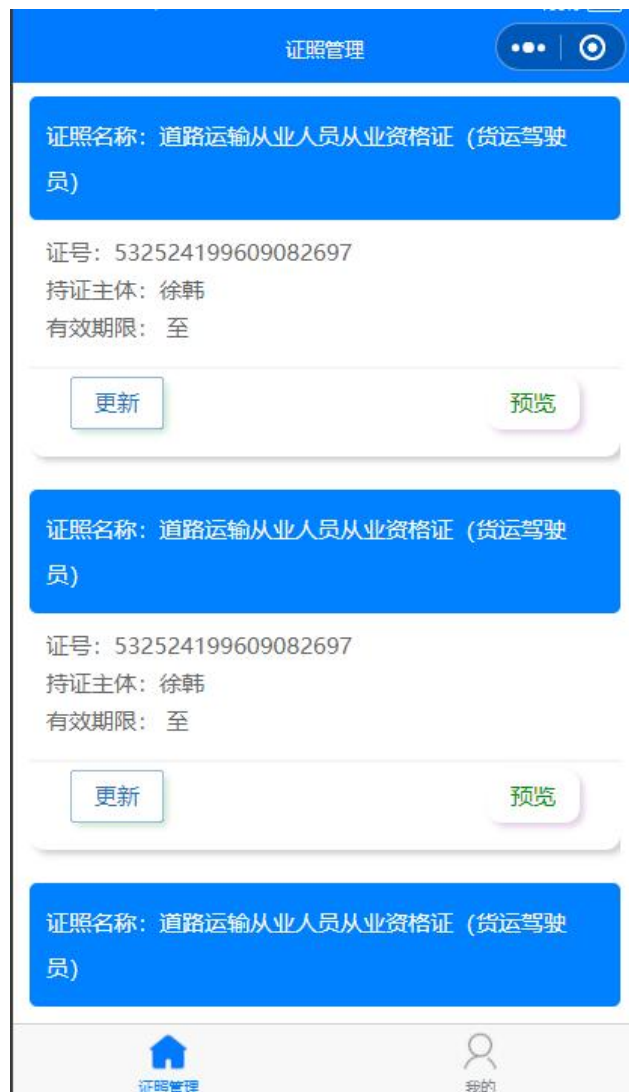 证照管理
证照名称：道路运输从业人员从业资格证（货运驾驶
员）
证号：532524199609082697
持证主体：徐韩
有效期限： 至
更新
预览
证照名称：道路运输从业人员从业资格证（货运驾驶
员）
证号：532524199609082697
持证主体：徐韩
有效期限： 至
更新
预览
证照名称：道路运输从业人员从业资格证（货运驾驶
员）
证照管理
我的